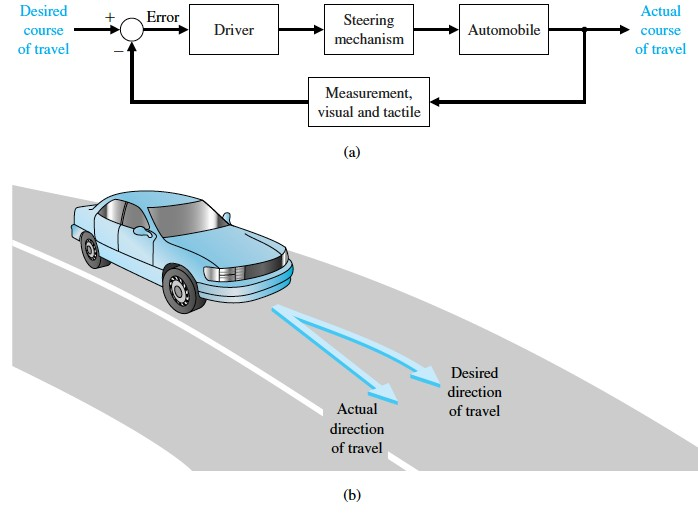 Desired
course
of travel
+
−
Error
Driver
Steering
mechanism
Automobile
Actual
course
of travel
Measurement,
visual and tactile
(a)
Desired
direction
of travel
Actual
direction
of travel
(b)